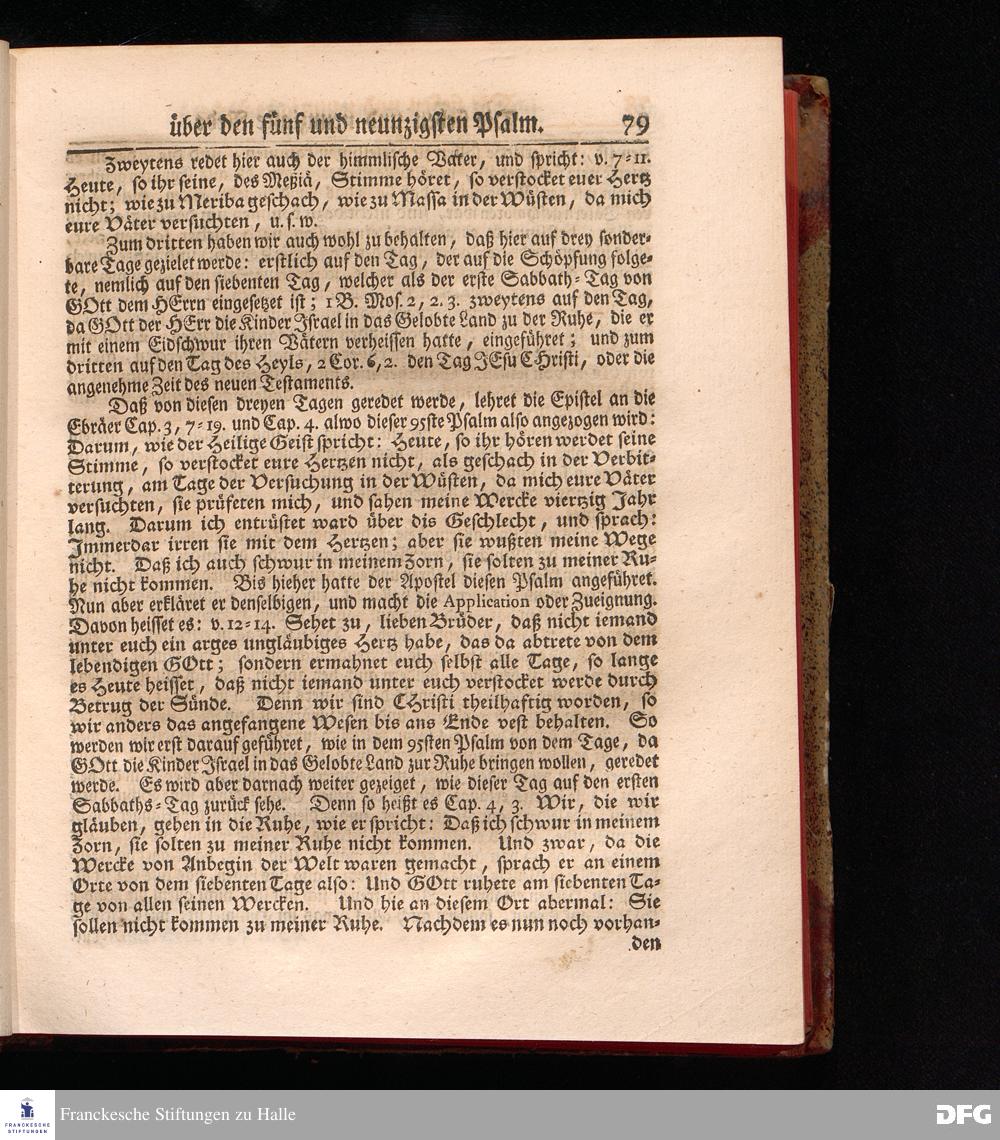 über den fünf und neunzigsten Psalm. 79
Zweytens redet hier auch der himmlische Vater, und spricht: v. 7-11.
Heute, so ihr seine, des Meßiä, Stimme höret, so verstocket euer Hertz
nicht; wie zu Meriba geschach, wie zu Massa in der Wüsten, da mich
eure Väter versuchten, u. s. w.
Zum dritten haben wir auch wohl zu behalten, daß hier auf drey sonder-
bare Tage gezielet werde: erstlich auf den Tag, der auf die Schöpfung folge-
te, nemlich auf den siebenten Tag, welcher als der erste Sabbath-Tag von
GOtt dem HErrn eingesetzet ist; 1 B. Mos. 2, 2. 3. zweytens auf den Tag,
da GOtt der HErr die Kinder Israel in das Gelobte Land zu der Ruhe, die er
mit einem Eidschwur ihren Vätern verheissen hatte, eingeführet; und zum
dritten auf den Tag des Heyls, 2 Cor. 6, 2. den Tag JEsu CHristi, oder die
angenehme Zeit des neuen Testaments.
Daß von diesen dreyen Tagen geredet werde, lehret die Epistel an die
Ebräer Cap. 3, 7-19. und Cap. 4. alwo dieser 95ste Psalm also angezogen wird:
Darum, wie der Heilige Geist spricht: Heute, so ihr hören werdet seine
Stimme, so verstocket eure Hertzen nicht, als geschach in der Verbit-
terung, am Tage der Versuchung in der Wüsten, da mich eure Väter
versuchten, sie prüfeten mich, und sahen meine Wercke viertzig Jahr
lang. Darum ich entrüstet ward über dis Geschlecht, und sprach:
Immerdar irren sie mit dem Hertzen; aber sie wußten meine Wege
nicht. Daß ich auch schwur in meinem Zorn, sie solten zu meiner Ru-
he nicht kommen. Bis hieher hatte der Apostel diesen Psalm angeführet.
Nun aber erkläret er denselbigen, und macht die Application oder Zueignung.
Davon heisset es: v. 12-14. Sehet zu, lieben Brüder, daß nicht iemand
unter euch ein arges ungläubiges Hertz habe, das da abtrete von dem
lebendigen GOtt; sondern ermahnet euch selbst alle Tage, so lange
es Heute heisset, daß nicht iemand unter euch verstocket werde durch
Betrug der Sünde. Denn wir sind CHristi theilhaftig worden, so
wir anders das angefangene Wesen bis ans Ende vest behalten. So
werden wir erst darauf geführet, wie in dem 95sten Psalm von dem Tage, da
GOtt die Kinder Israel in das Gelobte Land zur Ruhe bringen wollen, geredet
werde. Es wird aber darnach weiter gezeiget, wie dieser Tag auf den ersten
Sabbaths-Tag zurück sehe. Denn so heißt es Cap. 4, 3. Wir, die wir
gläuben, gehen in die Ruhe, wie er spricht: Daß ich schwur in meinem
Zorn, sie solten zu meiner Ruhe nicht kommen. Und zwar, da die
Wercke von Anbegin der Welt waren gemacht, sprach er an einem
Orte von dem siebenten Tage also: Und GOtt ruhete am siebenten Ta-
ge von allen seinen Wercken. Und hie an diesem Ort abermal: Sie
sollen nicht kommen zu meiner Ruhe. Nachdem es nun noch vorhan-
den
FRANCKESCHE
STIFTUNGEN
Franckesche Stiftungen zu Halle
DFG